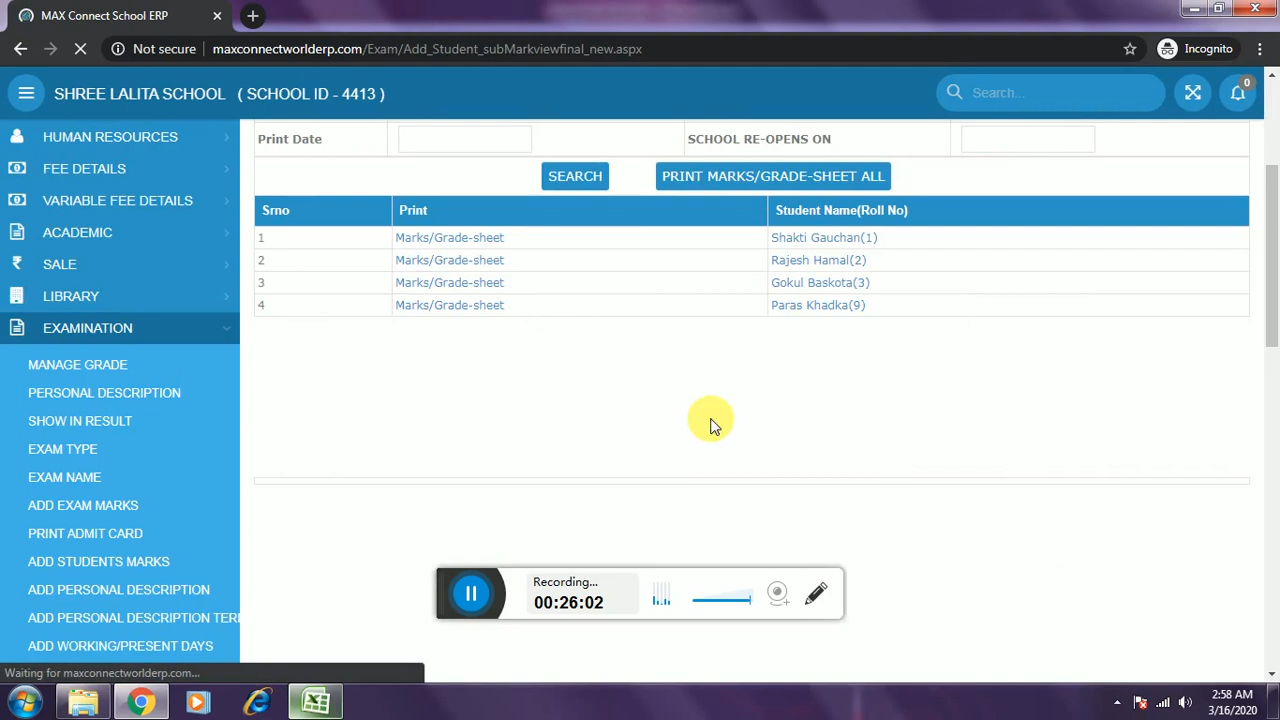 MAX Connect School ERP
Not secure maxconnectworlderp.com/Exam/Add_Student_subMarkviewfinal_new.aspx Incognito
SHREE LALITA SCHOOL ( SCHOOL ID - 4413 ) Search... 0
HUMAN RESOURCES
FEE DETAILS
VARIABLE FEE DETAILS
ACADEMIC
SALE
LIBRARY
EXAMINATION
MANAGE GRADE
PERSONAL DESCRIPTION
SHOW IN RESULT
EXAM TYPE
EXAM NAME
ADD EXAM MARKS
PRINT ADMIT CARD
ADD STUDENTS MARKS
ADD PERSONAL DESCRIPTION
ADD PERSONAL DESCRIPTION TERI
ADD WORKING/PRESENT DAYS
Print Date SCHOOL RE-OPENS ON
SEARCH PRINT MARKS/GRADE-SHEET ALL
Srno Print Student Name(Roll No)
1 Marks/Grade-sheet Shakti Gauchan(1)
2 Marks/Grade-sheet Rajesh Hamal(2)
3 Marks/Grade-sheet Gokul Baskota(3)
4 Marks/Grade-sheet Paras Khadka(9)
Recording...
00:26:02
Waiting for maxconnectworlderp.com...
2:58 AM
3/16/2020